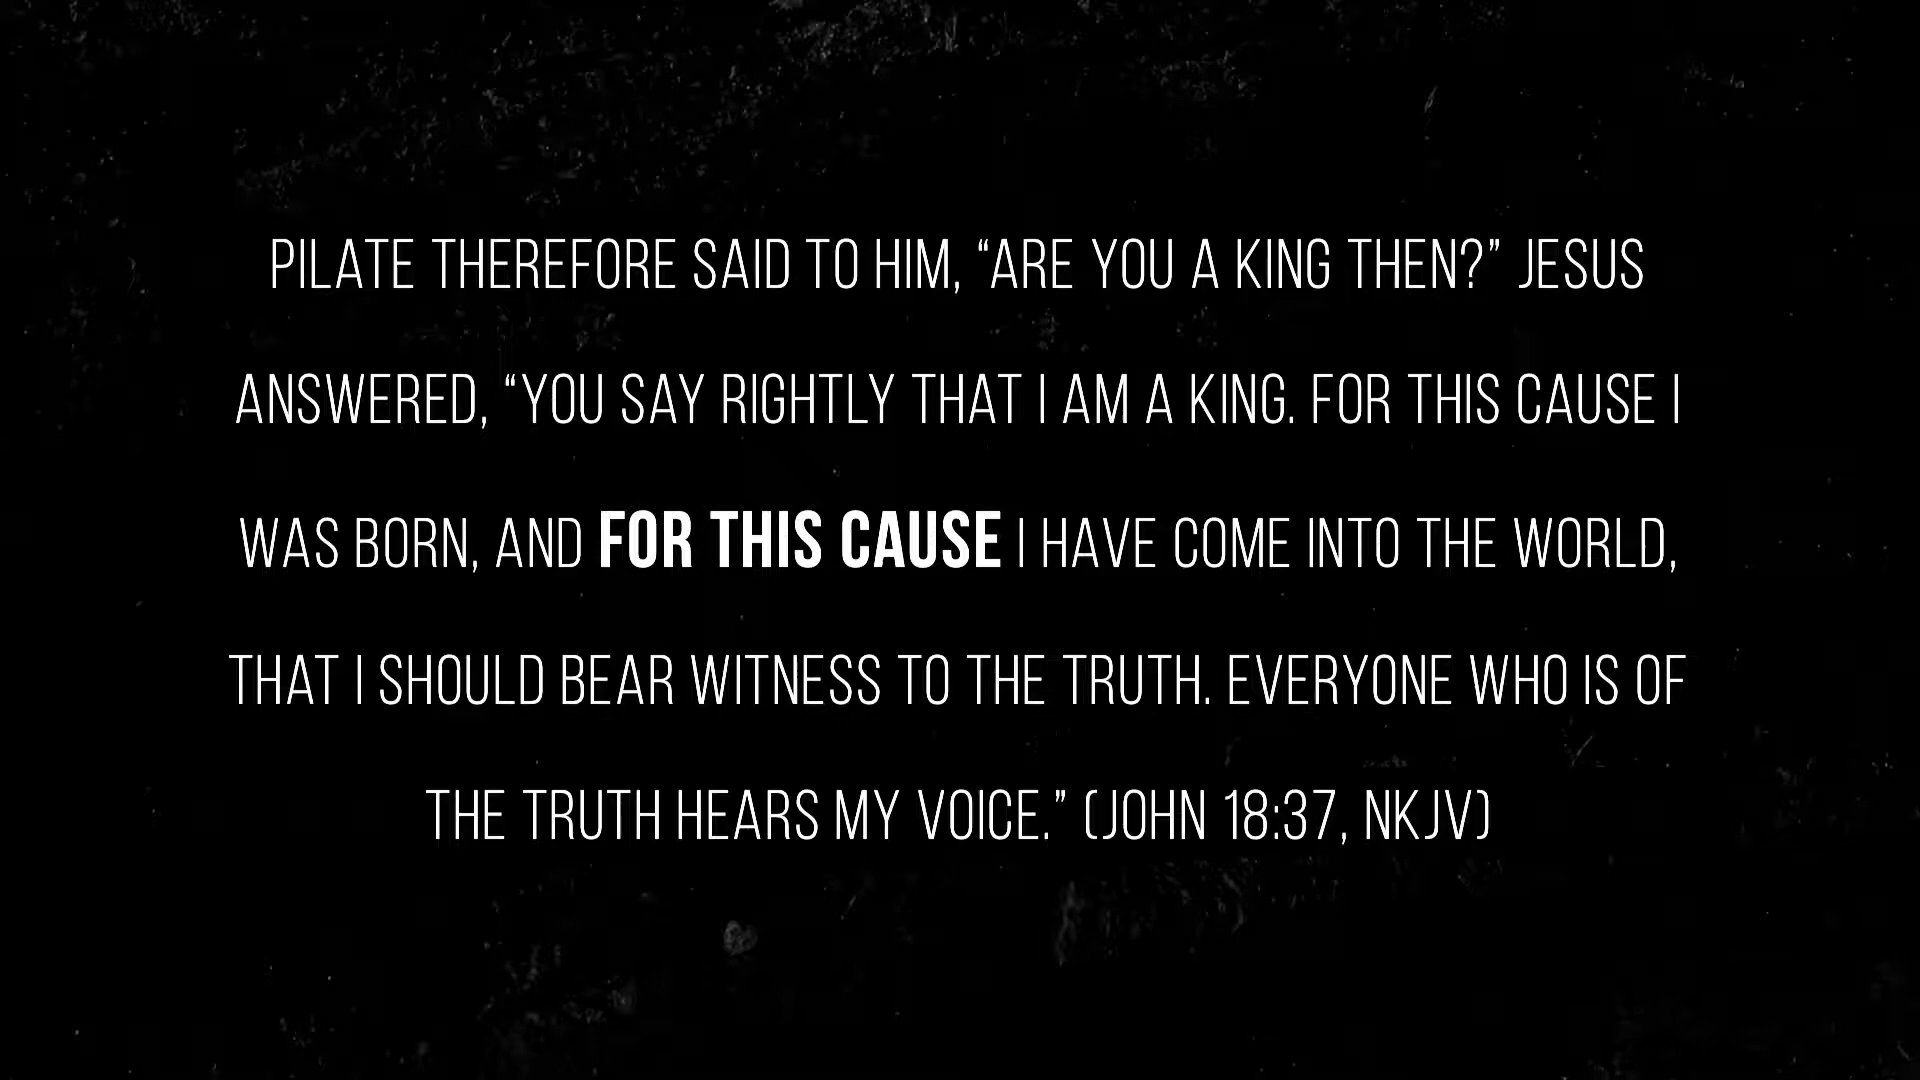 PILATE THEREFORE SAID TO HIM, “ARE YOU A KING THEN?” JESUS
ANSWERED, “YOU SAY RIGHTLY THAT I AM A KING. FOR THIS CAUSE I
WAS BORN, AND FOR THIS CAUSE I HAVE COME INTO THE WORLD,
THAT I SHOULD BEAR WITNESS TO THE TRUTH. EVERYONE WHO IS OF
THE TRUTH HEARS MY VOICE.” (JOHN 18:37, NKJV)